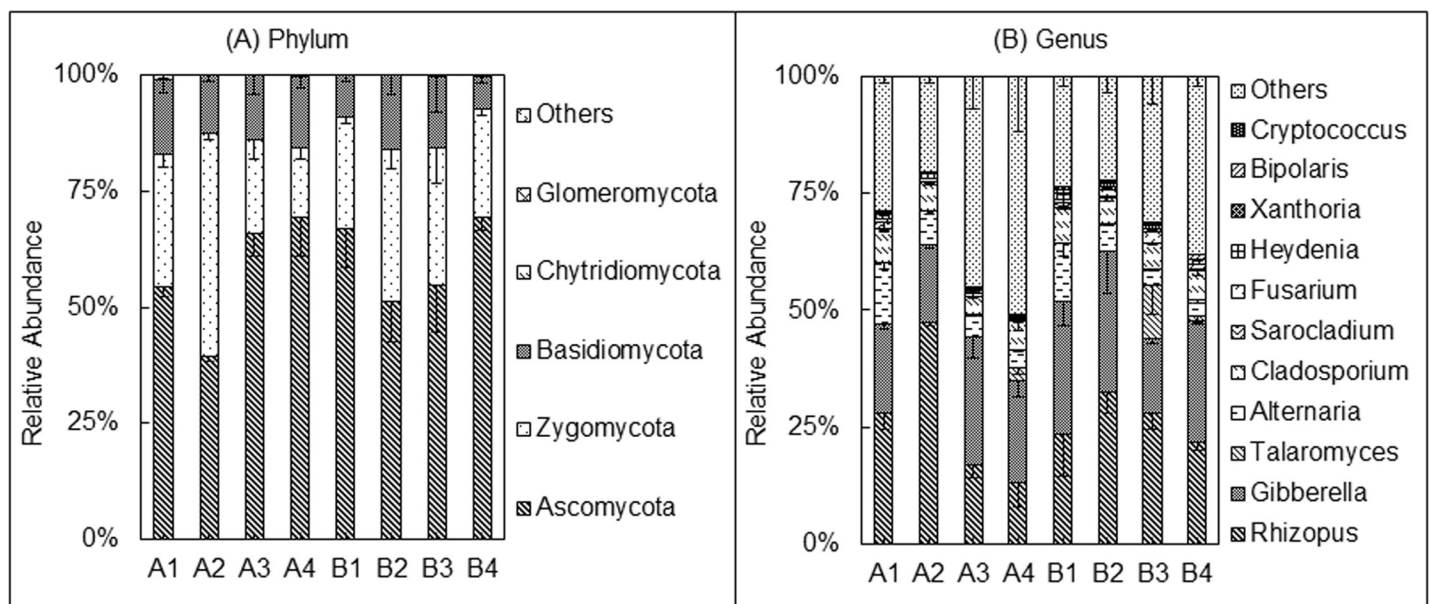 (A) Phylum
Relative Abundance
100%
75%
50%
25%
0%
A1 A2 A3 A4 B1 B2 B3 B4
Others
Glomeromycota
Chytridiomycota
Basidiomycota
Zygomycota
Ascomycota
(B) Genus
Relative Abundance
100%
75%
50%
25%
0%
A1 A2 A3 A4 B1 B2 B3 B4
Others
Cryptococcus
Bipolaris
Xanthoria
Heydenia
Fusarium
Sarocladium
Cladosporium
Alternaria
Talaromyces
Gibberella
Rhizopus